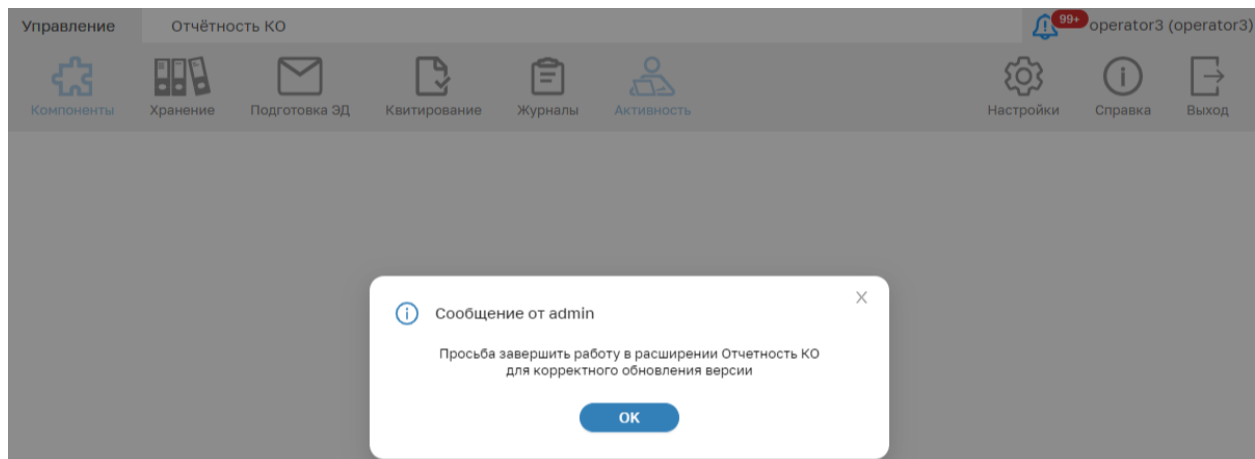 Управление Отчётность КО 99+ operator3 (operator3)
Компоненты Хранение Подготовка ЭД Квитирование Журналы Активность Настройки Справка Выход
Сообщение от admin
Просьба завершить работу в расширении Отчетность КО
для корректного обновления версии
ОК